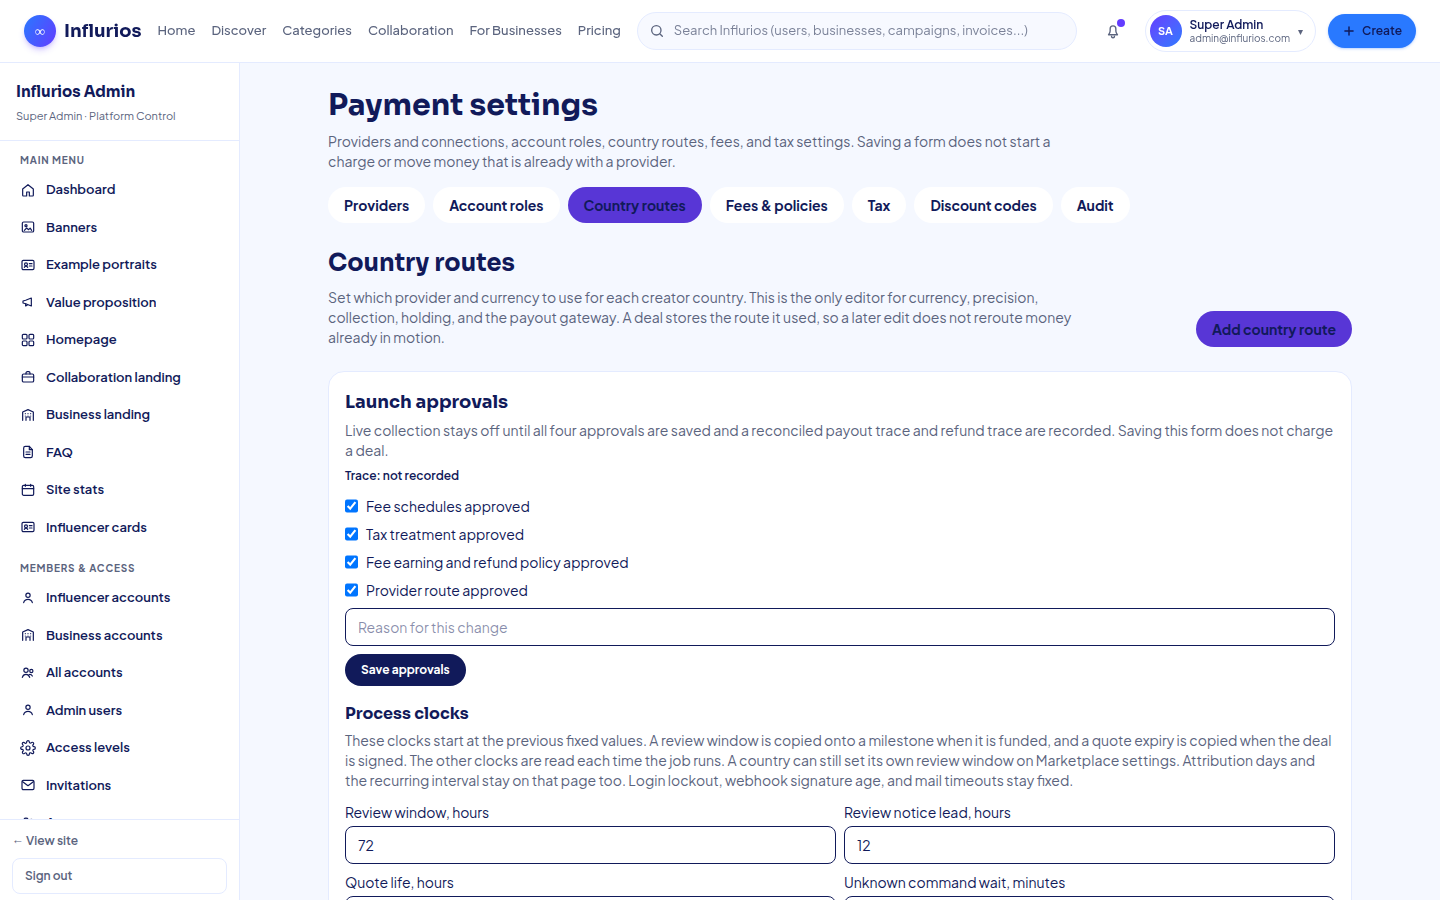 ∞ Influrios Home Discover Categories Collaboration For Businesses Pricing Search Influrios (users, businesses, campaigns, invoices...) SA Super Admin ▾ + Create
admin@influrios.com
Influrios Admin
Super Admin · Platform Control
MAIN MENU
Dashboard
Banners
Example portraits
Value proposition
Homepage
Collaboration landing
Business landing
FAQ
Site stats
Influencer cards
MEMBERS & ACCESS
Influencer accounts
Business accounts
All accounts
Admin users
Access levels
Invitations
← View site
Sign out
Payment settings
Providers and connections, account roles, country routes, fees, and tax settings. Saving a form does not start a
charge or move money that is already with a provider.
Providers Account roles Country routes Fees & policies Tax Discount codes Audit
Country routes
Set which provider and currency to use for each creator country. This is the only editor for currency, precision,
collection, holding, and the payout gateway. A deal stores the route it used, so a later edit does not reroute money
already in motion.
Add country route
Launch approvals
Live collection stays off until all four approvals are saved and a reconciled payout trace and refund trace are recorded. Saving this form does not charge
a deal.
Trace: not recorded
Fee schedules approved
Tax treatment approved
Fee earning and refund policy approved
Provider route approved
Reason for this change
Save approvals
Process clocks
These clocks start at the previous fixed values. A review window is copied onto a milestone when it is funded, and a quote expiry is copied when the deal
is signed. The other clocks are read each time the job runs. A country can still set its own review window on Marketplace settings. Attribution days and
the recurring interval stay on that page too. Login lockout, webhook signature age, and mail timeouts stay fixed.
Review window, hours Review notice lead, hours
72 12
Quote life, hours Unknown command wait, minutes